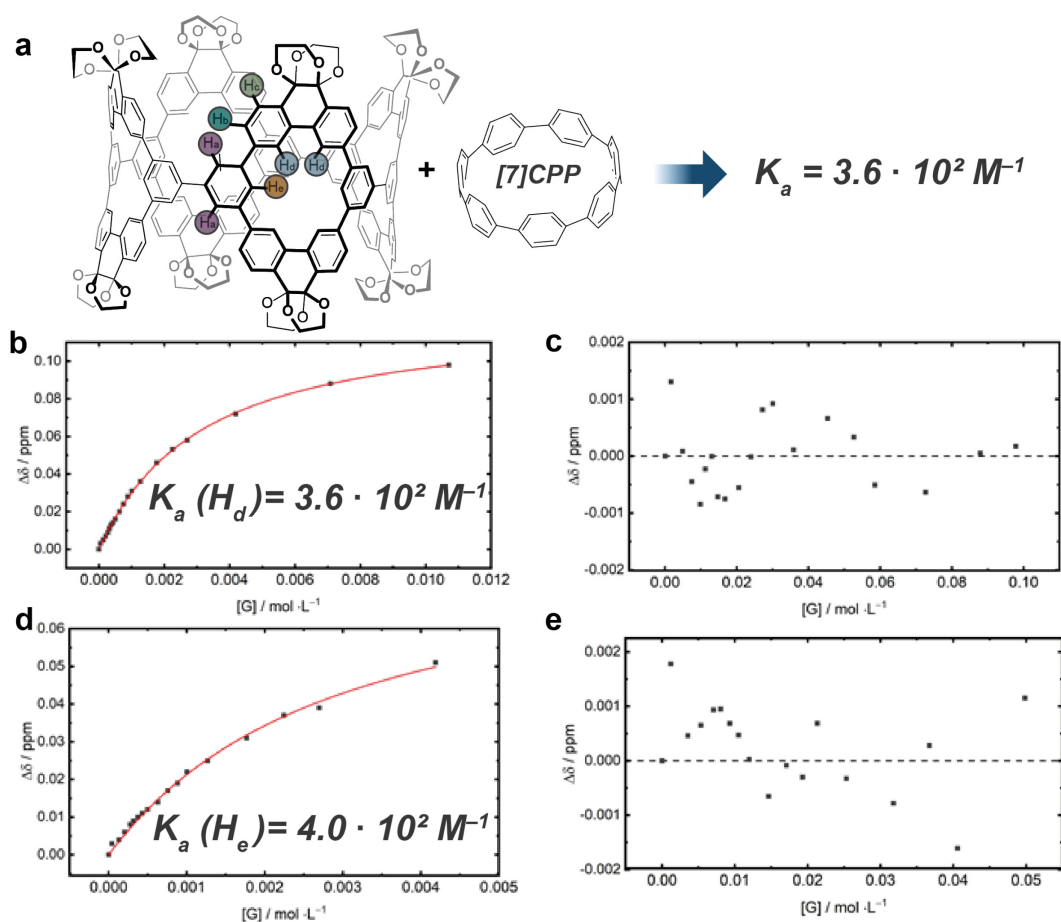 a
O O O O
O O O O
O O O O
O O O O
Hc
Hb
Ha
Hd Hd
He
Ha
+
[7]CPP
Kₐ = 3.6 · 10² M⁻¹
O O O O
O O O O
O O O O
b
Δδ / ppm
0.10
0.08
0.06
0.04
0.02
0.00
Kₐ (H_d)= 3.6 · 10² M⁻¹
0.000 0.002 0.004 0.006 0.008 0.010 0.012
[G] / mol ·L⁻¹
c
Δδ / ppm
0.002
0.001
0.000
-0.001
-0.002
0.00 0.02 0.04 0.06 0.08 0.10
[G] / mol ·L⁻¹
d
Δδ / ppm
0.06
0.05
0.04
0.03
0.02
0.01
0.00
Kₐ (Hₑ)= 4.0 · 10² M⁻¹
0.000 0.001 0.002 0.003 0.004 0.005
[G] / mol ·L⁻¹
e
Δδ / ppm
0.002
0.001
0.000
-0.001
-0.002
0.00 0.01 0.02 0.03 0.04 0.05
[G] / mol ·L⁻¹